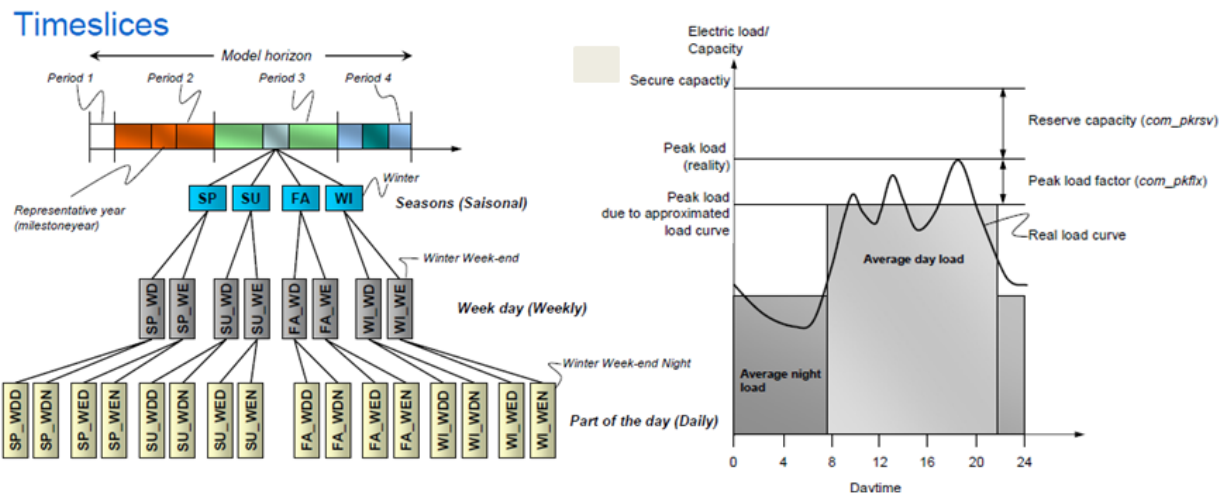 Timeslices
Model horizon
Period 1
Period 2
Period 3
Period 4
Representative year
(milestoneyear)
SP
SU
FA
WI
Winter
Seasons (Saisonal)
Winter Week-end
SP_WD
SP_WE
SU_WD
SU_WE
FA_WD
FA_WE
WI_WD
WI_WE
Week day (Weekly)
Winter Week-end Night
SP_WDD
SP_WDN
SP_WED
SP_WEN
SU_WDD
SU_WDN
SU_WED
SU_WEN
FA_WDD
FA_WDN
FA_WED
FA_WEN
WI_WDD
WI_WDN
WI_WED
WI_WEN
Part of the day (Daily)
Electric load/
Capacity
Secure capactiy
Reserve capacity (com_pkrsv)
Peak load
(reality)
Peak load factor (com_pkflx)
Peak load
due to approximated
load curve
Real load curve
Average day load
Average night
load
0
4
8
12
16
20
24
Daytime